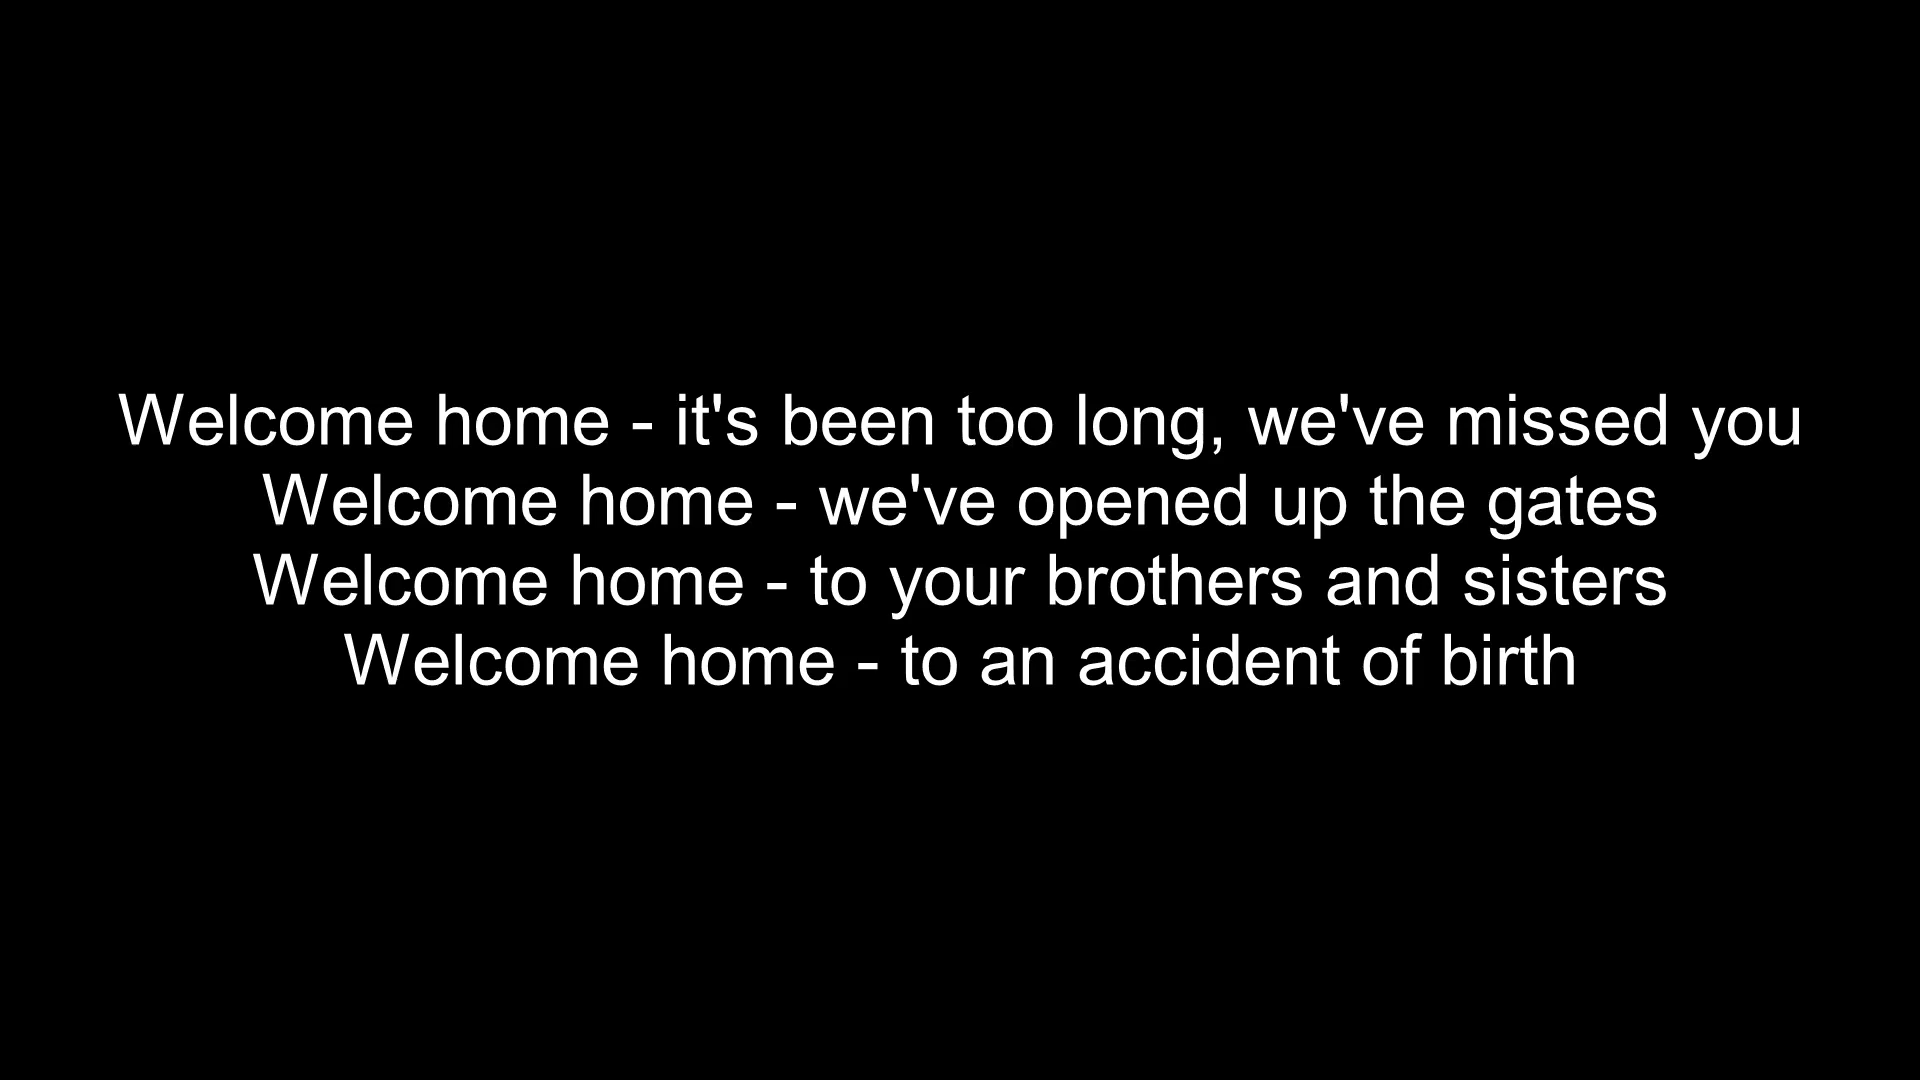 Welcome home - it's been too long, we've missed you
Welcome home - we've opened up the gates
Welcome home - to your brothers and sisters
Welcome home - to an accident of birth